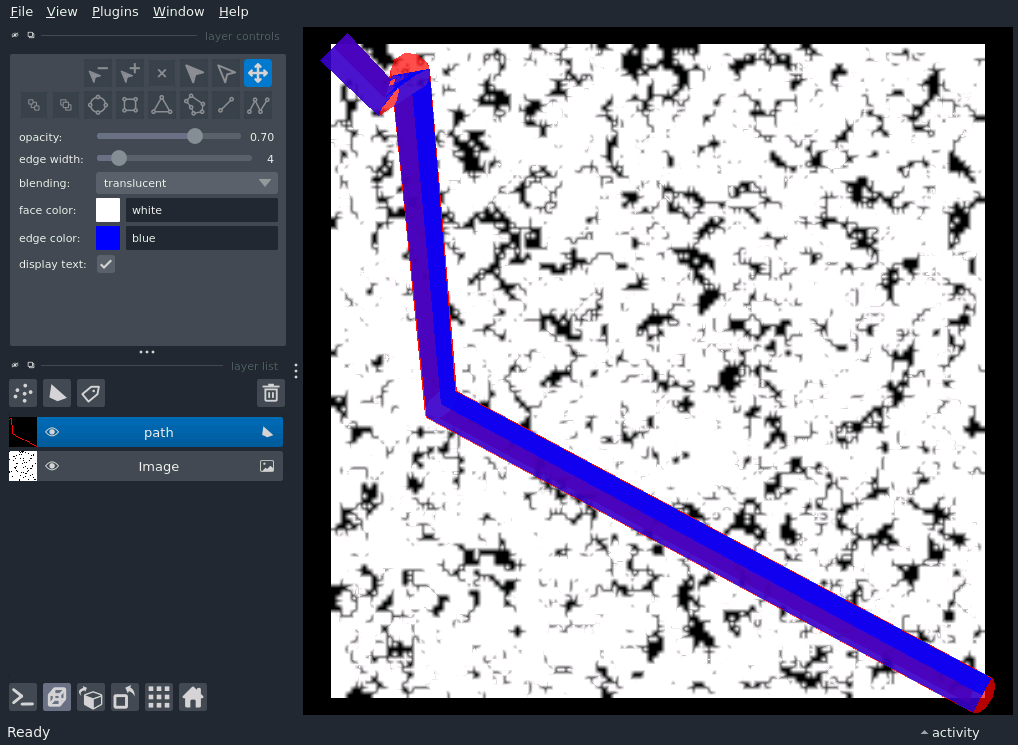 File View Plugins Window Help
layer controls
opacity: 0.70
edge width: 4
blending: translucent
face color: white
edge color: blue
display text:
layer list
path
Image
Ready
activity